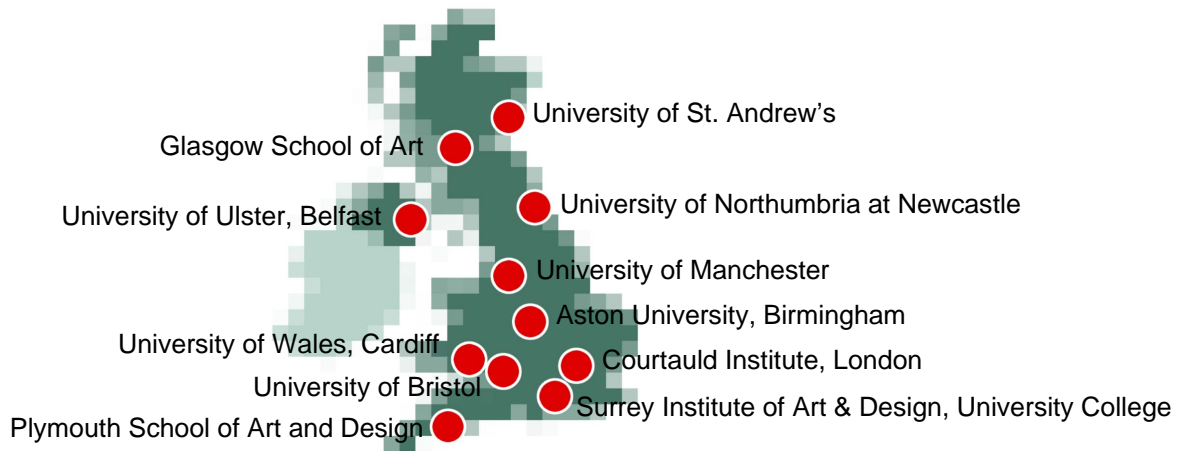 University of St. Andrew’s
Glasgow School of Art
University of Northumbria at Newcastle
University of Ulster, Belfast
University of Manchester
Aston University, Birmingham
University of Wales, Cardiff
Courtauld Institute, London
University of Bristol
Surrey Institute of Art & Design, University College
Plymouth School of Art and Design